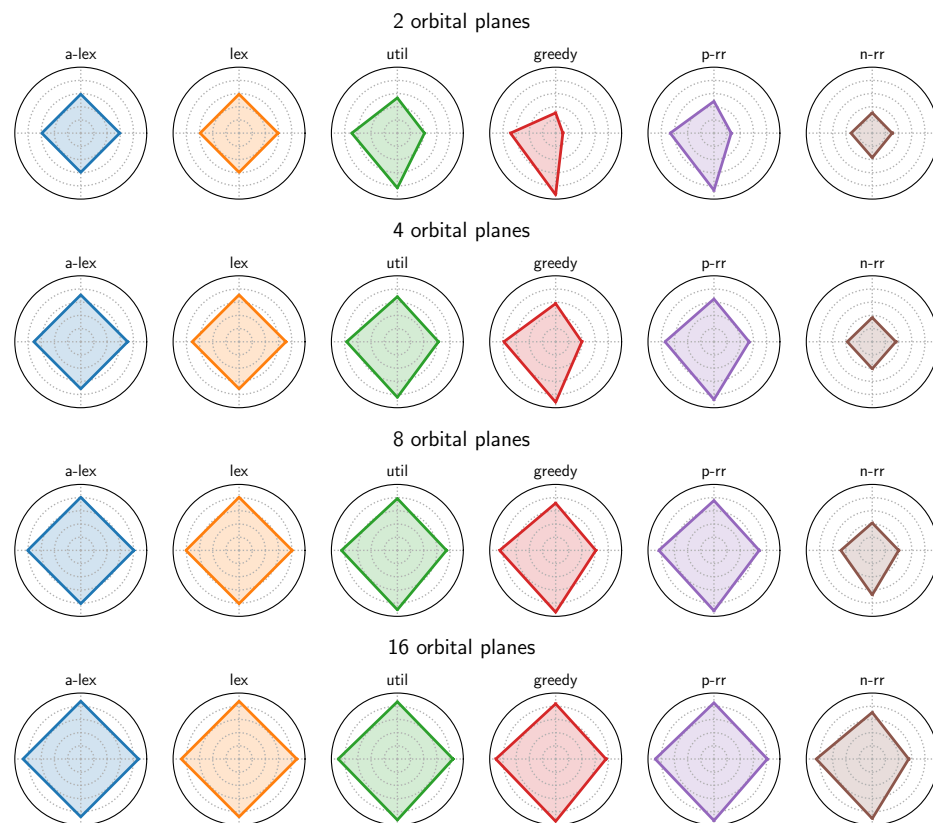 2 orbital planes
a-lex lex util greedy p-rr n-rr
4 orbital planes
a-lex lex util greedy p-rr n-rr
8 orbital planes
a-lex lex util greedy p-rr n-rr
16 orbital planes
a-lex lex util greedy p-rr n-rr